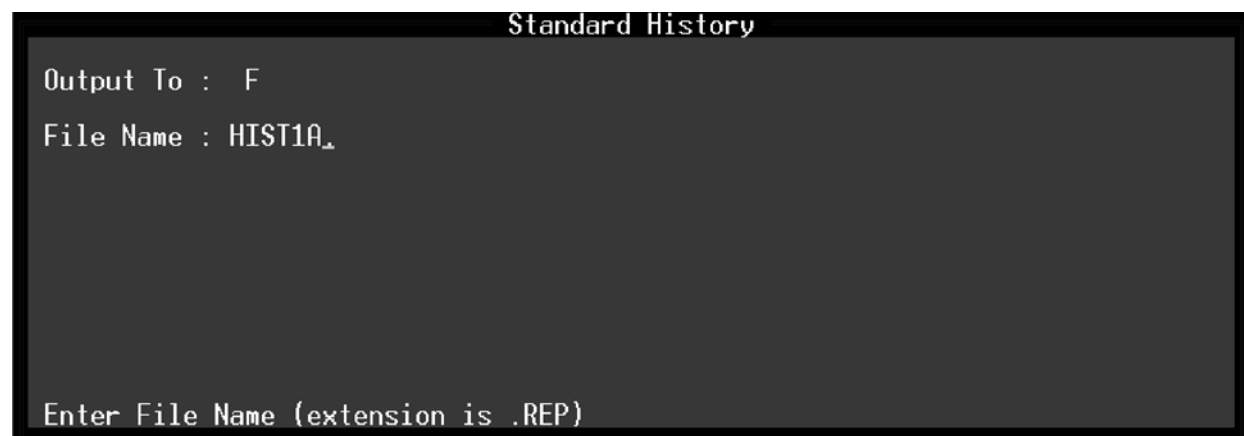 Standard History
Output To : F
File Name : HIST1A.
Enter File Name (extension is .REP)